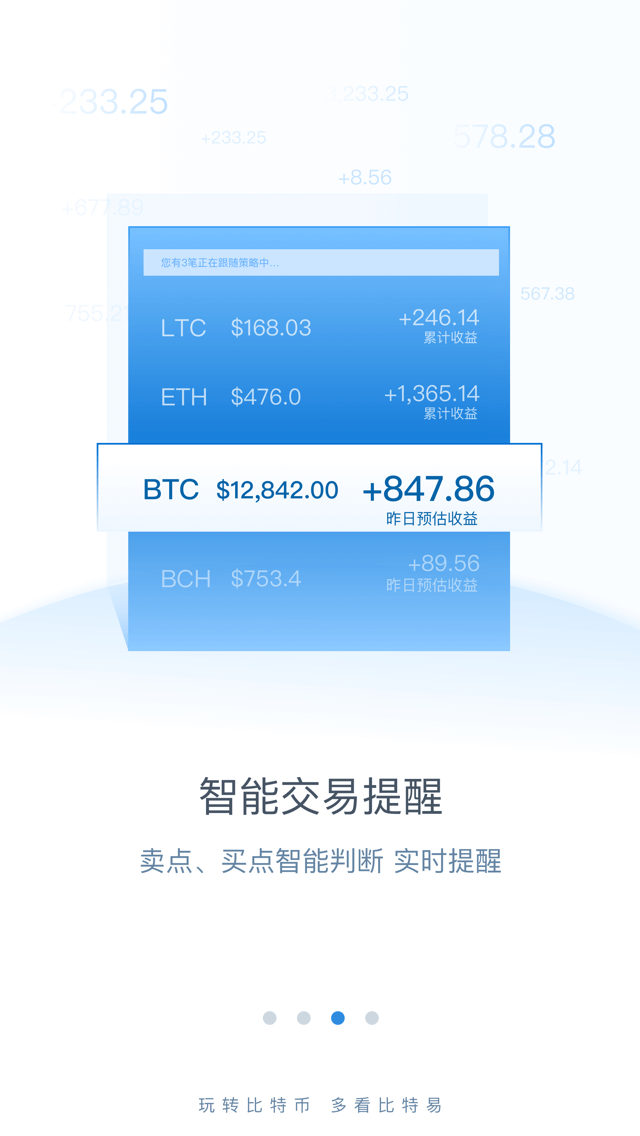 233.25
,233.25
+233.25
578.28
+8.56
+677.89
您有3笔正在跟随策略中...
567.38
755.2
LTC $168.03 +246.14
累计收益
ETH $476.0 +1,365.14
累计收益
2.14
BTC $12,842.00 +847.86
昨日预估收益
BCH $753.4 +89.56
昨日预估收益
智能交易提醒
卖点、买点智能判断 实时提醒
玩转比特币 多看比特易